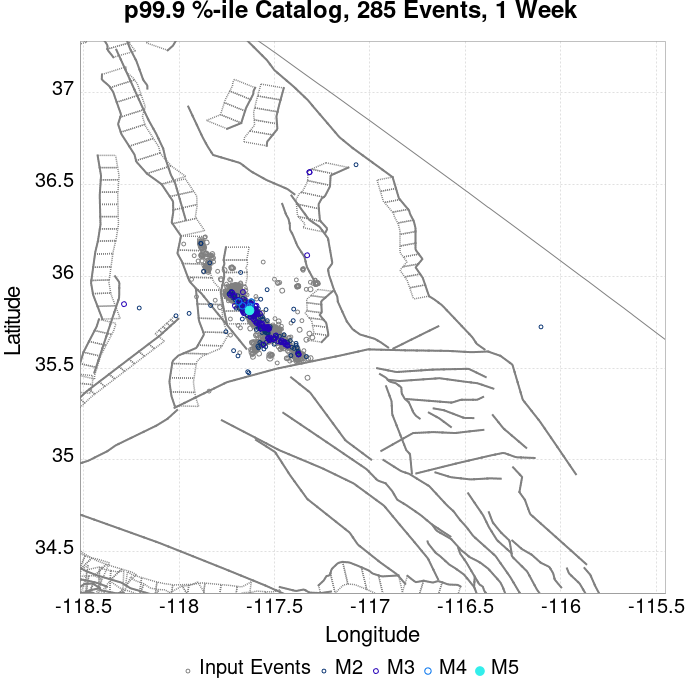 p99.9 %-ile Catalog, 285 Events, 1 Week
37
36.5
36
35.5
35
34.5
Latitude
-118.5 -118 -117.5 -117 -116.5 -116 -115.5
Longitude
Input Events M2 M3 M4 M5